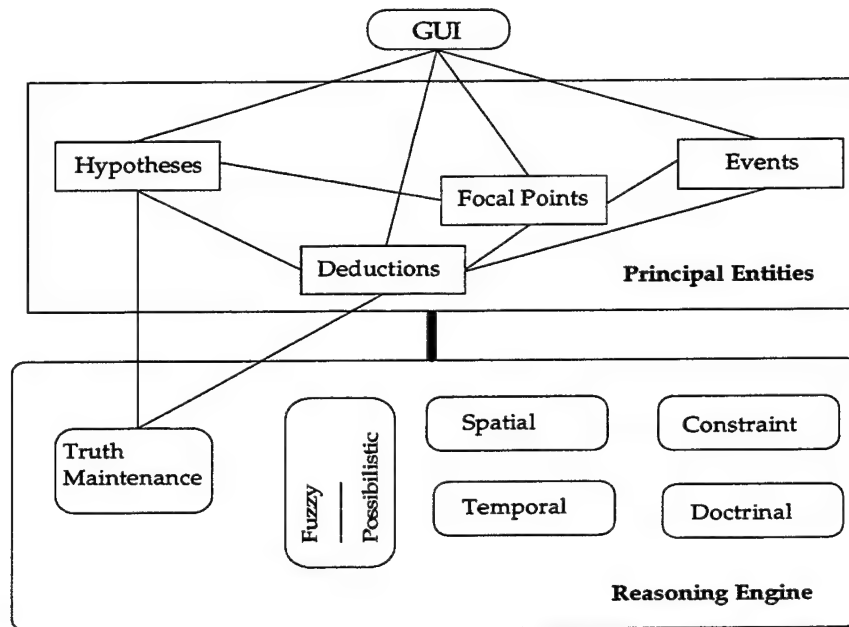 GUI
Hypotheses
Events
Focal Points
Deductions
Principal Entities
Truth
Maintenance
Fuzzy
Possibilistic
Spatial
Constraint
Temporal
Doctrinal
Reasoning Engine